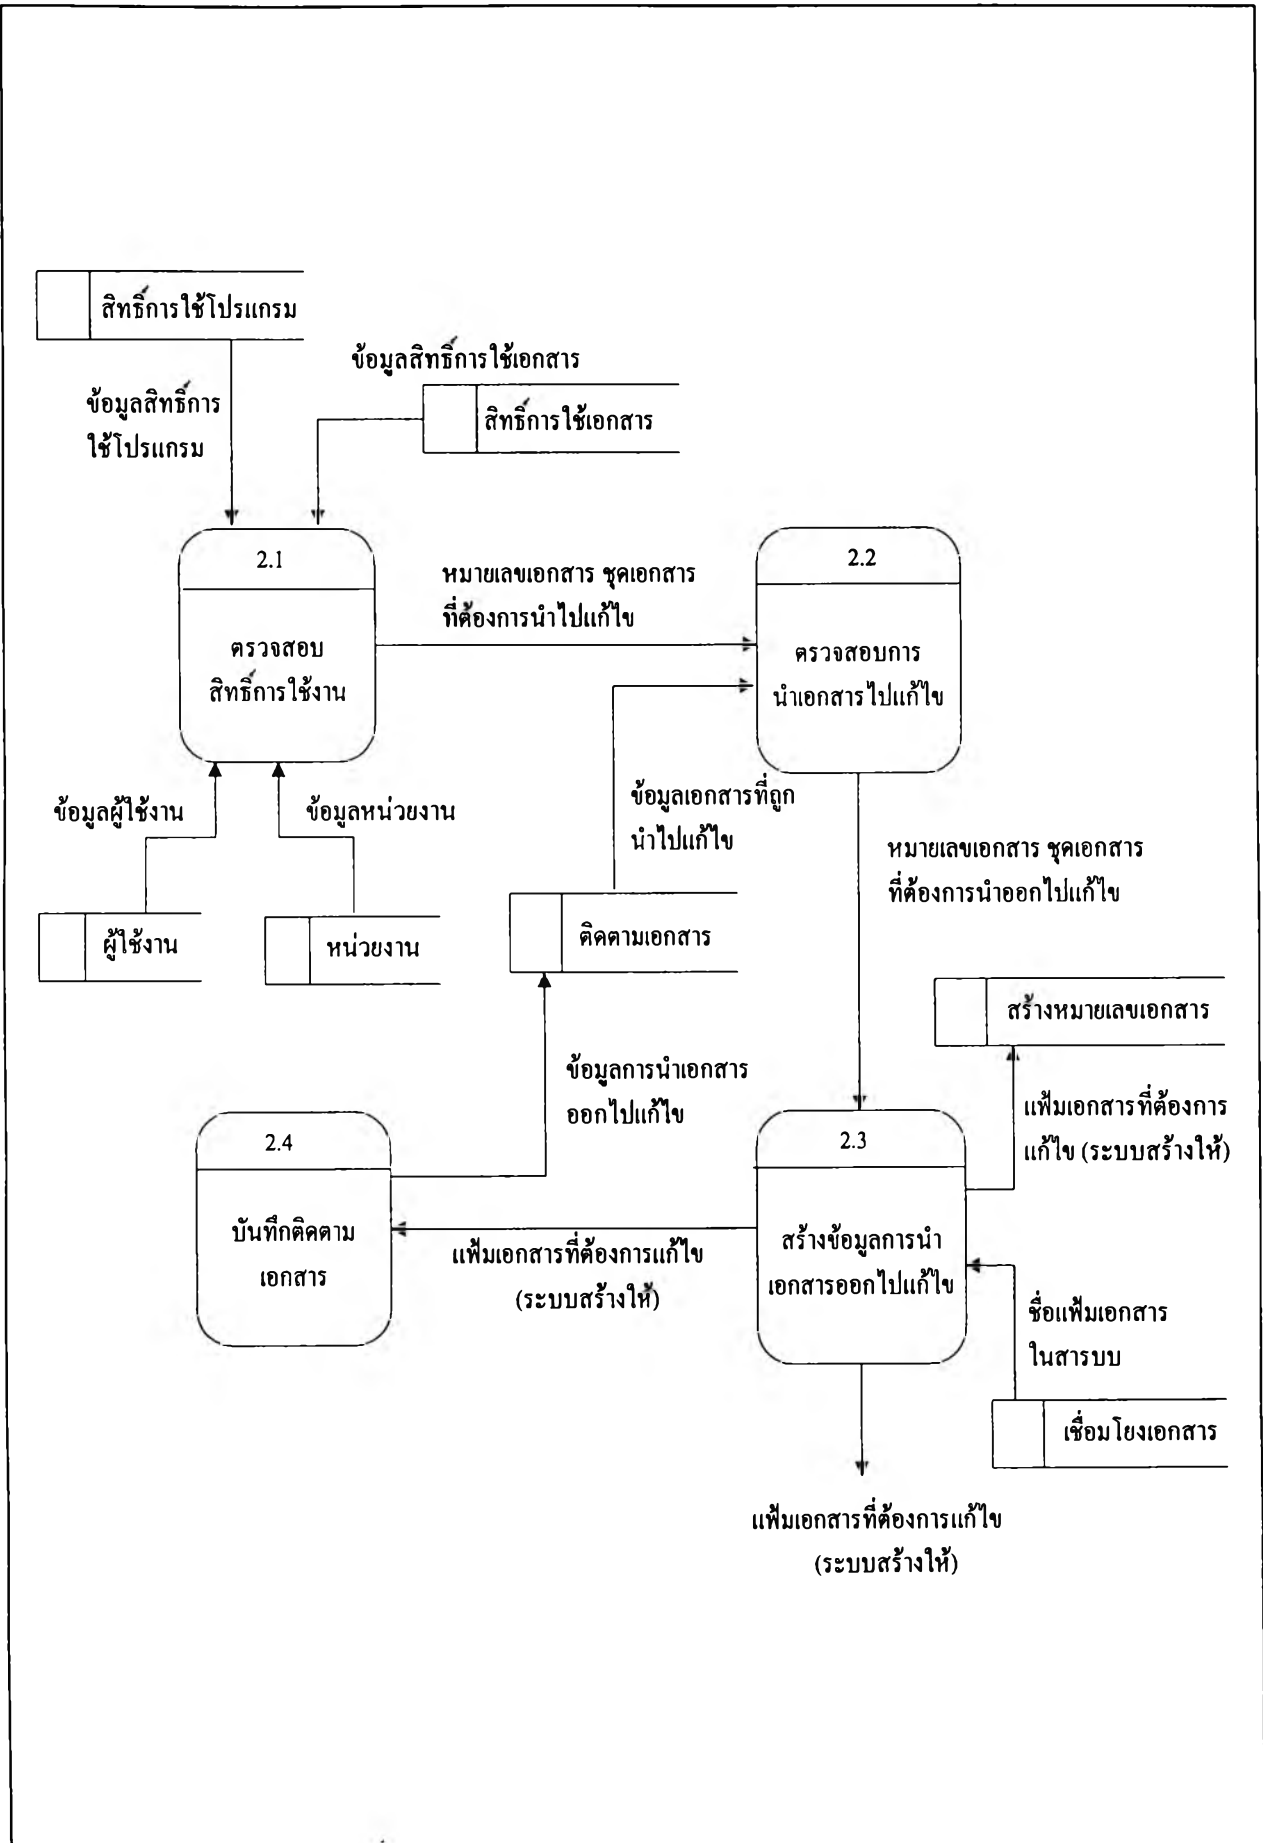 สิทธิ์การใช้โปรแกรม
ข้อมูลสิทธิ์การใช้เอกสาร
ข้อมูลสิทธิ์การ
ใช้โปรแกรม
สิทธิ์การใช้เอกสาร
2.1
ตรวจสอบ
สิทธิ์การใช้งาน
หมายเลขเอกสาร ชุดเอกสาร
ที่ต้องการนำไปแก้ไข
2.2
ตรวจสอบการ
นำเอกสารไปแก้ไข
ข้อมูลผู้ใช้งาน
ข้อมูลหน่วยงาน
ข้อมูลเอกสารที่ถูก
นำไปแก้ไข
หมายเลขเอกสาร ชุดเอกสาร
ที่ต้องการนำออกไปแก้ไข
ผู้ใช้งาน
หน่วยงาน
ติดตามเอกสาร
สร้างหมายเลขเอกสาร
ข้อมูลการนำเอกสาร
ออกไปแก้ไข
แฟ้มเอกสารที่ต้องการ
แก้ไข (ระบบสร้างให้)
2.4
บันทึกติดตาม
เอกสาร
แฟ้มเอกสารที่ต้องการแก้ไข
(ระบบสร้างให้)
2.3
สร้างข้อมูลการนำ
เอกสารออกไปแก้ไข
ชื่อแฟ้มเอกสาร
ในสารบบ
เชื่อมโยงเอกสาร
แฟ้มเอกสารที่ต้องการแก้ไข
(ระบบสร้างให้)